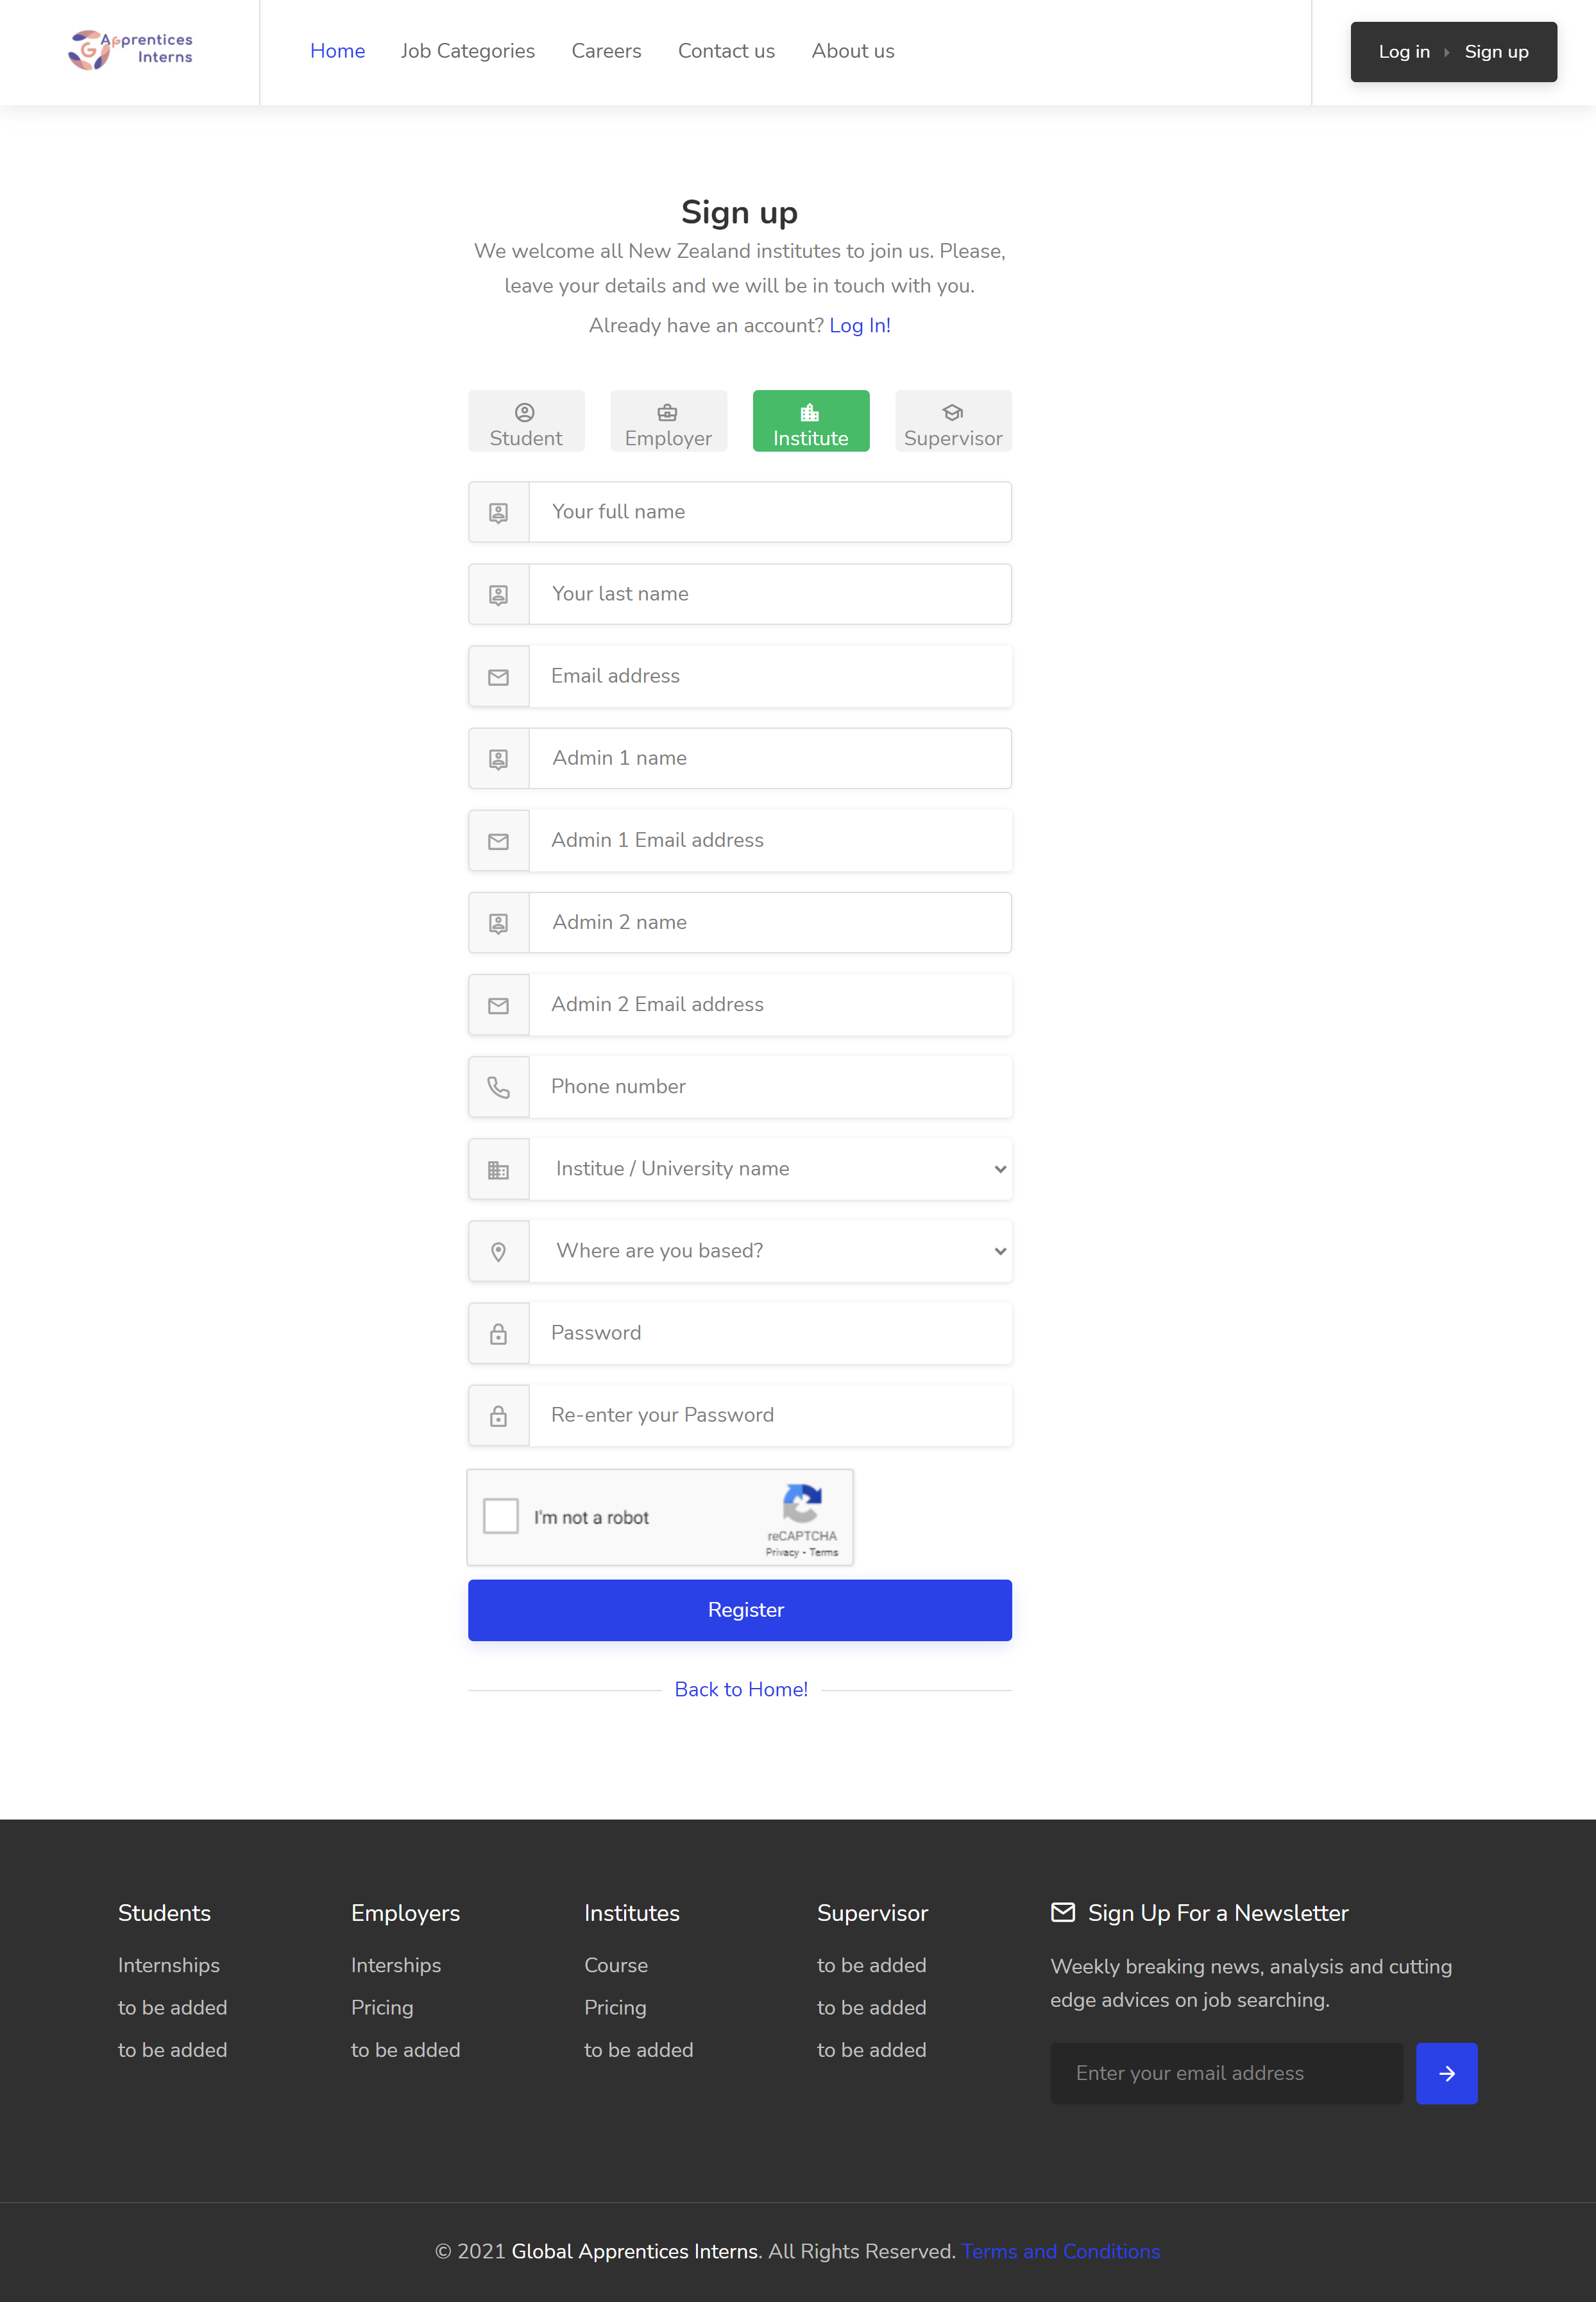 Apprentices
G
Interns
Home
Job Categories
Careers
Contact us
About us
Log in
Sign up
Sign up
We welcome all New Zealand institutes to join us. Please,
leave your details and we will be in touch with you.
Already have an account? Log In!
Student
Employer
Institute
Supervisor
Your full name
Your last name
Email address
Admin 1 name
Admin 1 Email address
Admin 2 name
Admin 2 Email address
Phone number
Institue / University name
Where are you based?
Password
Re-enter your Password
I'm not a robot
reCAPTCHA
Privacy - Terms
Register
Back to Home!
Students
Internships
to be added
to be added
Employers
Interships
Pricing
to be added
Institutes
Course
Pricing
to be added
Supervisor
to be added
to be added
to be added
Sign Up For a Newsletter
Weekly breaking news, analysis and cutting
edge advices on job searching.
Enter your email address
© 2021 Global Apprentices Interns. All Rights Reserved. Terms and Conditions